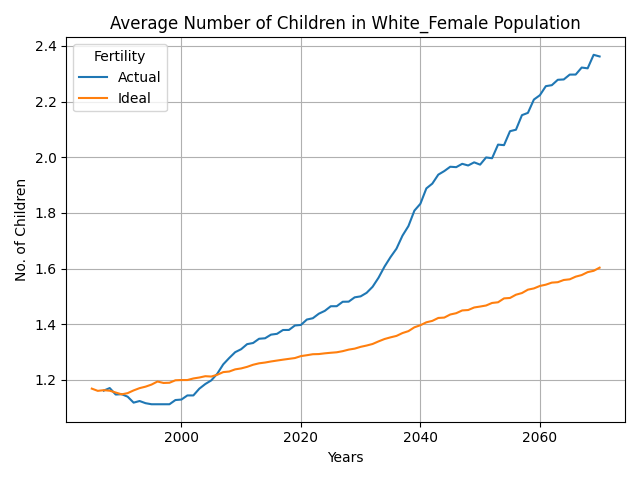 Average Number of Children in White_Female Population
Fertility
Actual
Ideal
No. of Children
2.4
2.2
2.0
1.8
1.6
1.4
1.2
2000 2020 2040 2060
Years